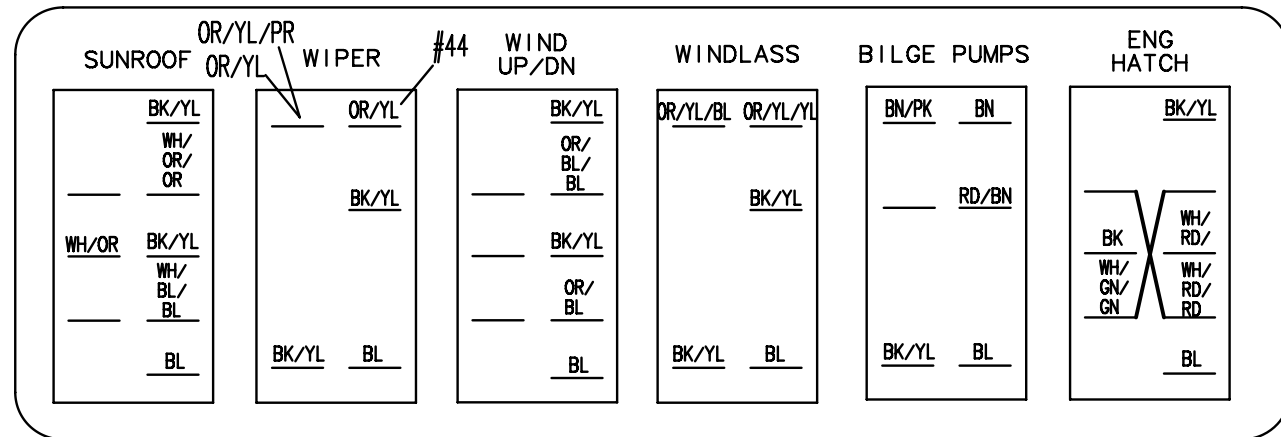 SUNROOF
BK/YL
WH/
OR/
OR
WH/OR BK/YL
WH/
BL/
BL
BL
OR/YL/PR
OR/YL
WIPER
#44
OR/YL
BK/YL
BK/YL BL
WIND
UP/DN
BK/YL
OR/
BL/
BL
BK/YL
OR/
BL
BL
WINDLASS
OR/YL/BL OR/YL/YL
BK/YL
BK/YL BL
BILGE PUMPS
BN/PK BN
RD/BN
BK/YL BL
ENG
HATCH
BK/YL
BK
WH/
RD/
WH/
GN/
GN
WH/
RD/
RD
BL